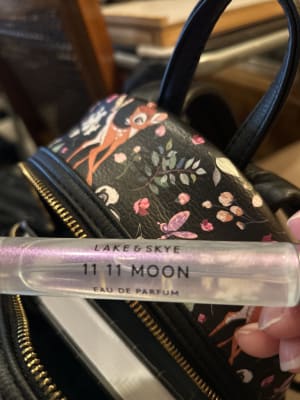 LAKE & SKYE
11 11 MOON
EAU DE PARFUM